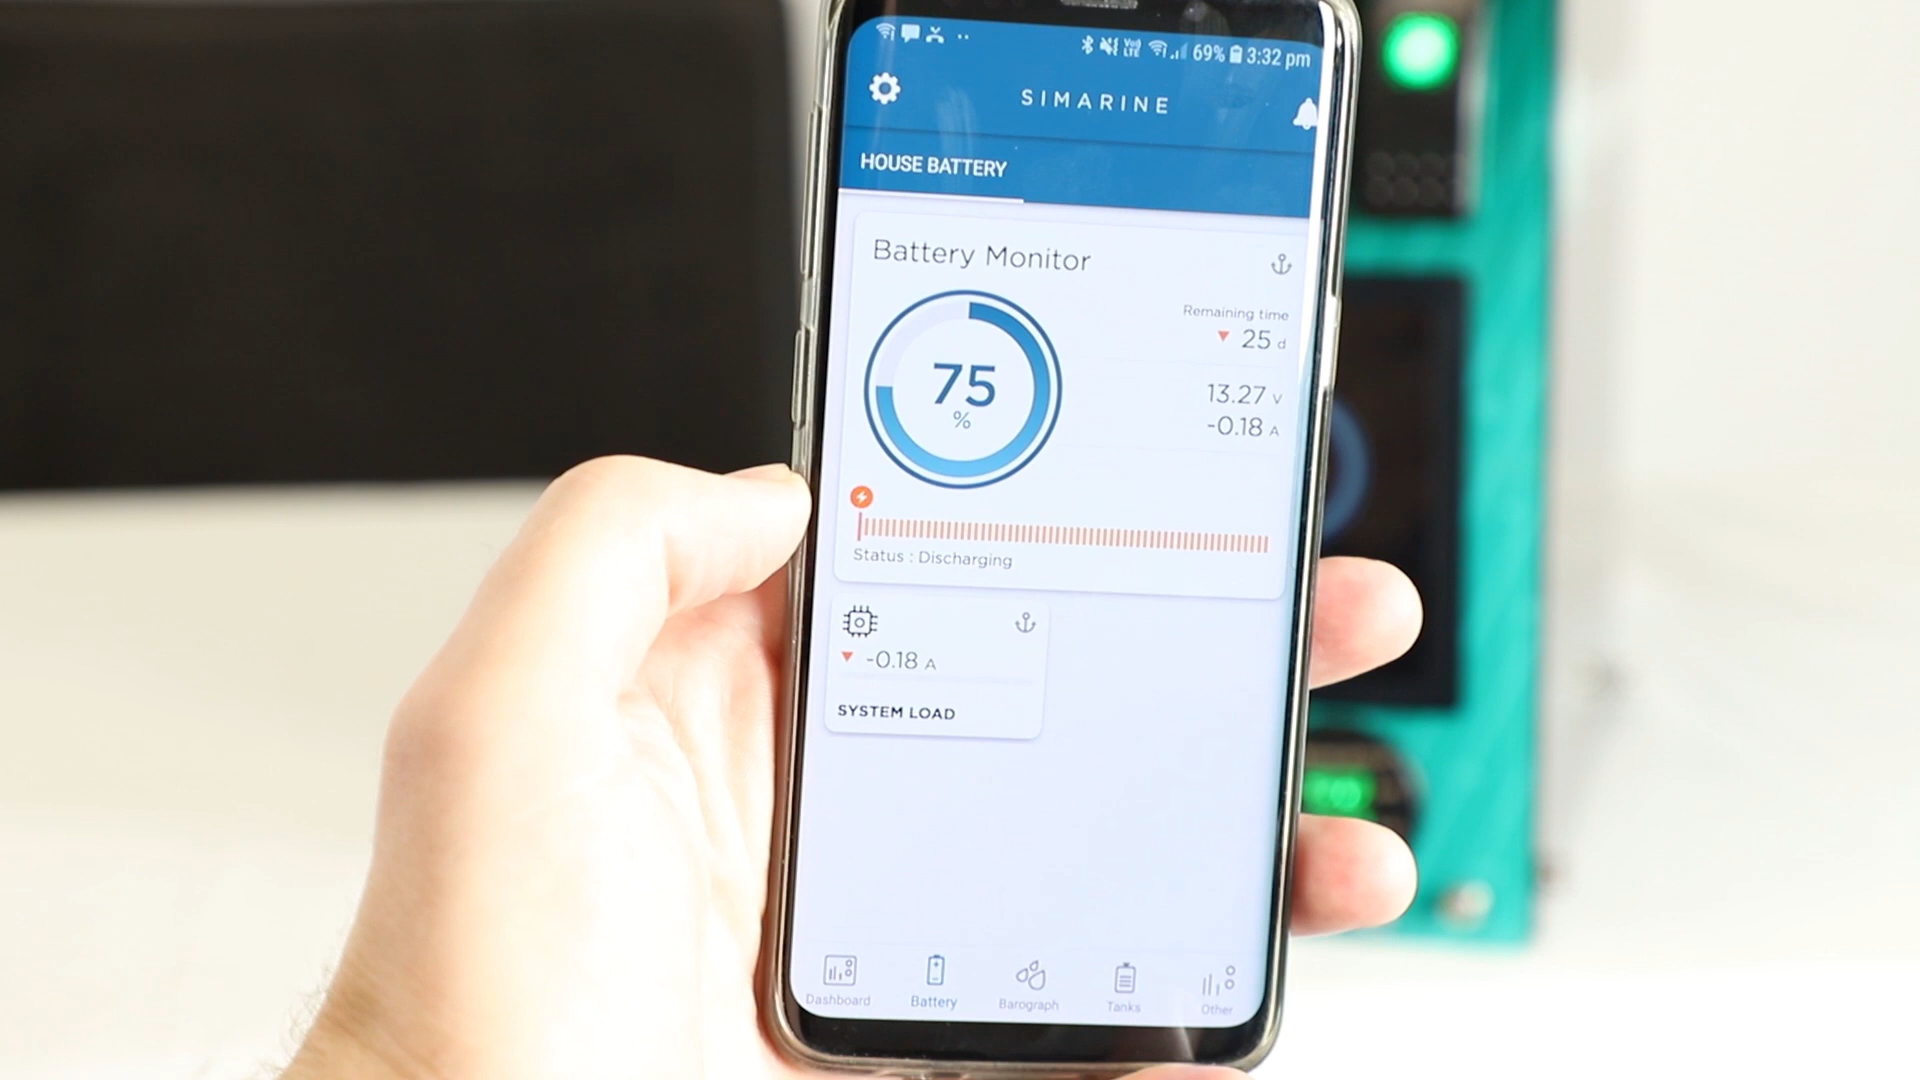 VoLTE 69% 3:32 pm
SIMARINE
HOUSE BATTERY
Battery Monitor
Remaining time
25 d
75
%
13.27 V
-0.18 A
Status : Discharging
-0.18 A
SYSTEM LOAD
Dashboard Battery Barograph Tanks Other